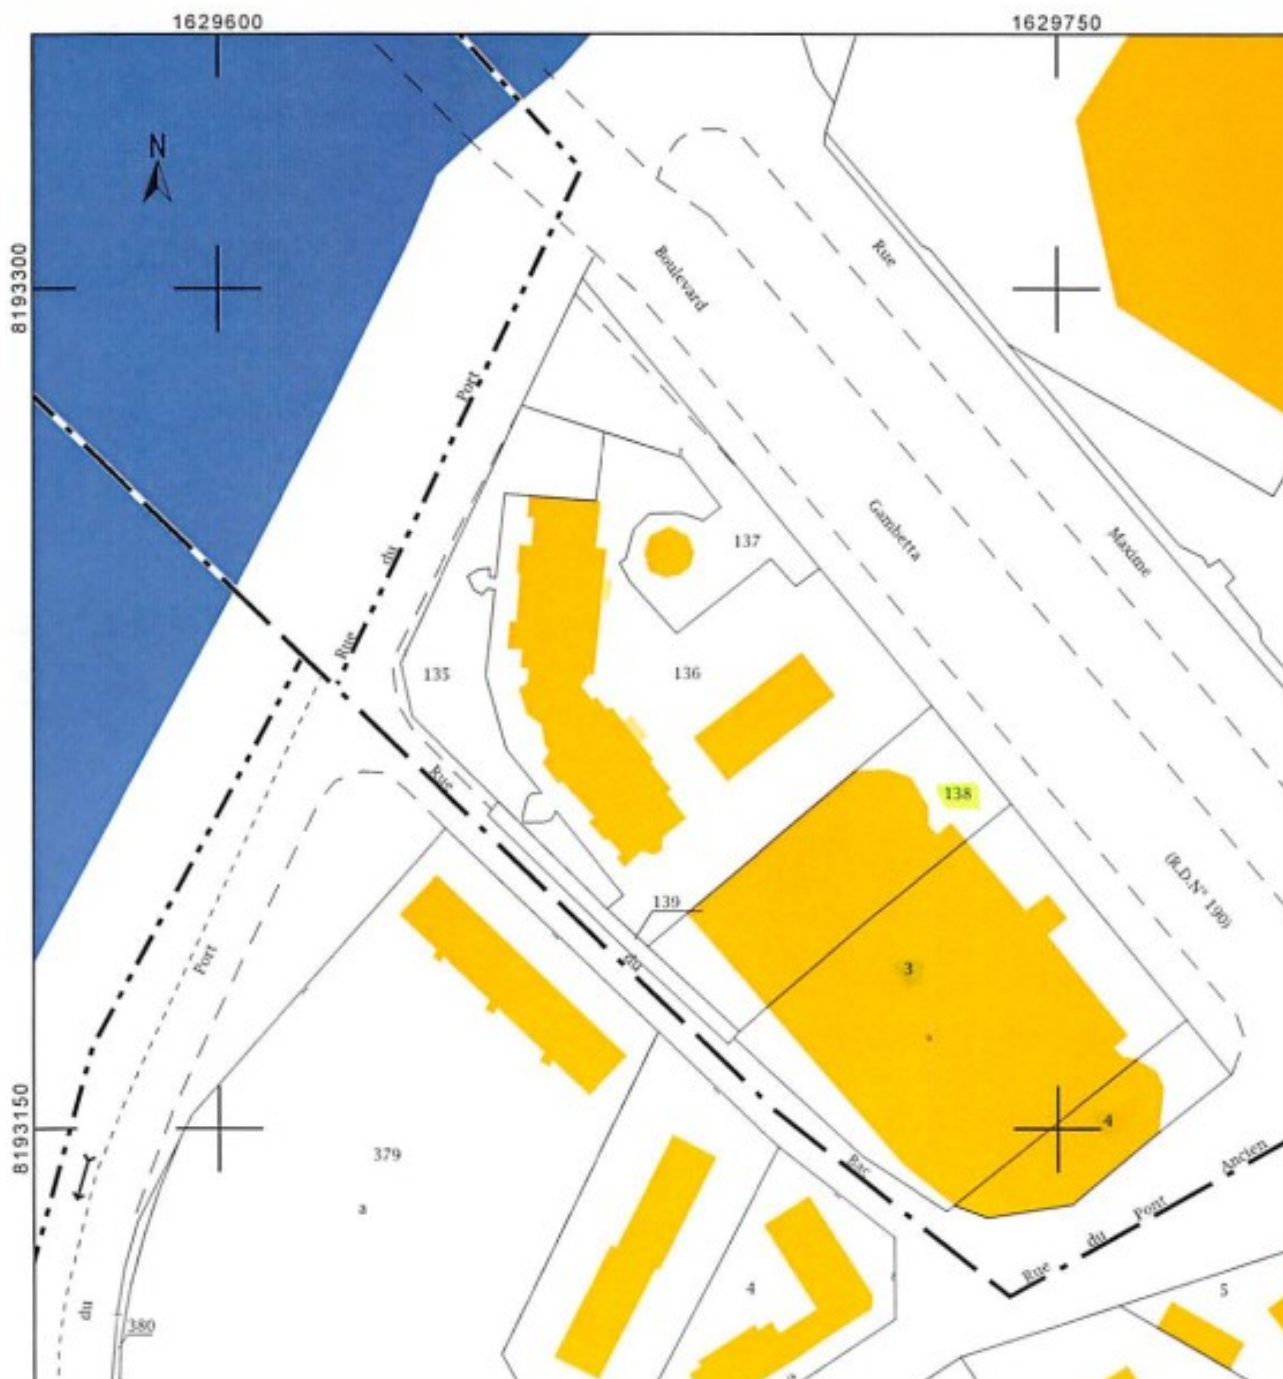 1629600
1629750
N
8193300
Boulevard
Rue
Port
Gambetta
Maxime
137
du
Rue
135
136
Rue
138
(R.D.N° 190)
139
Port
du
3
8193150
4
Bac
379
Ancien
a
Pont
du
Rue
4
5
du
380